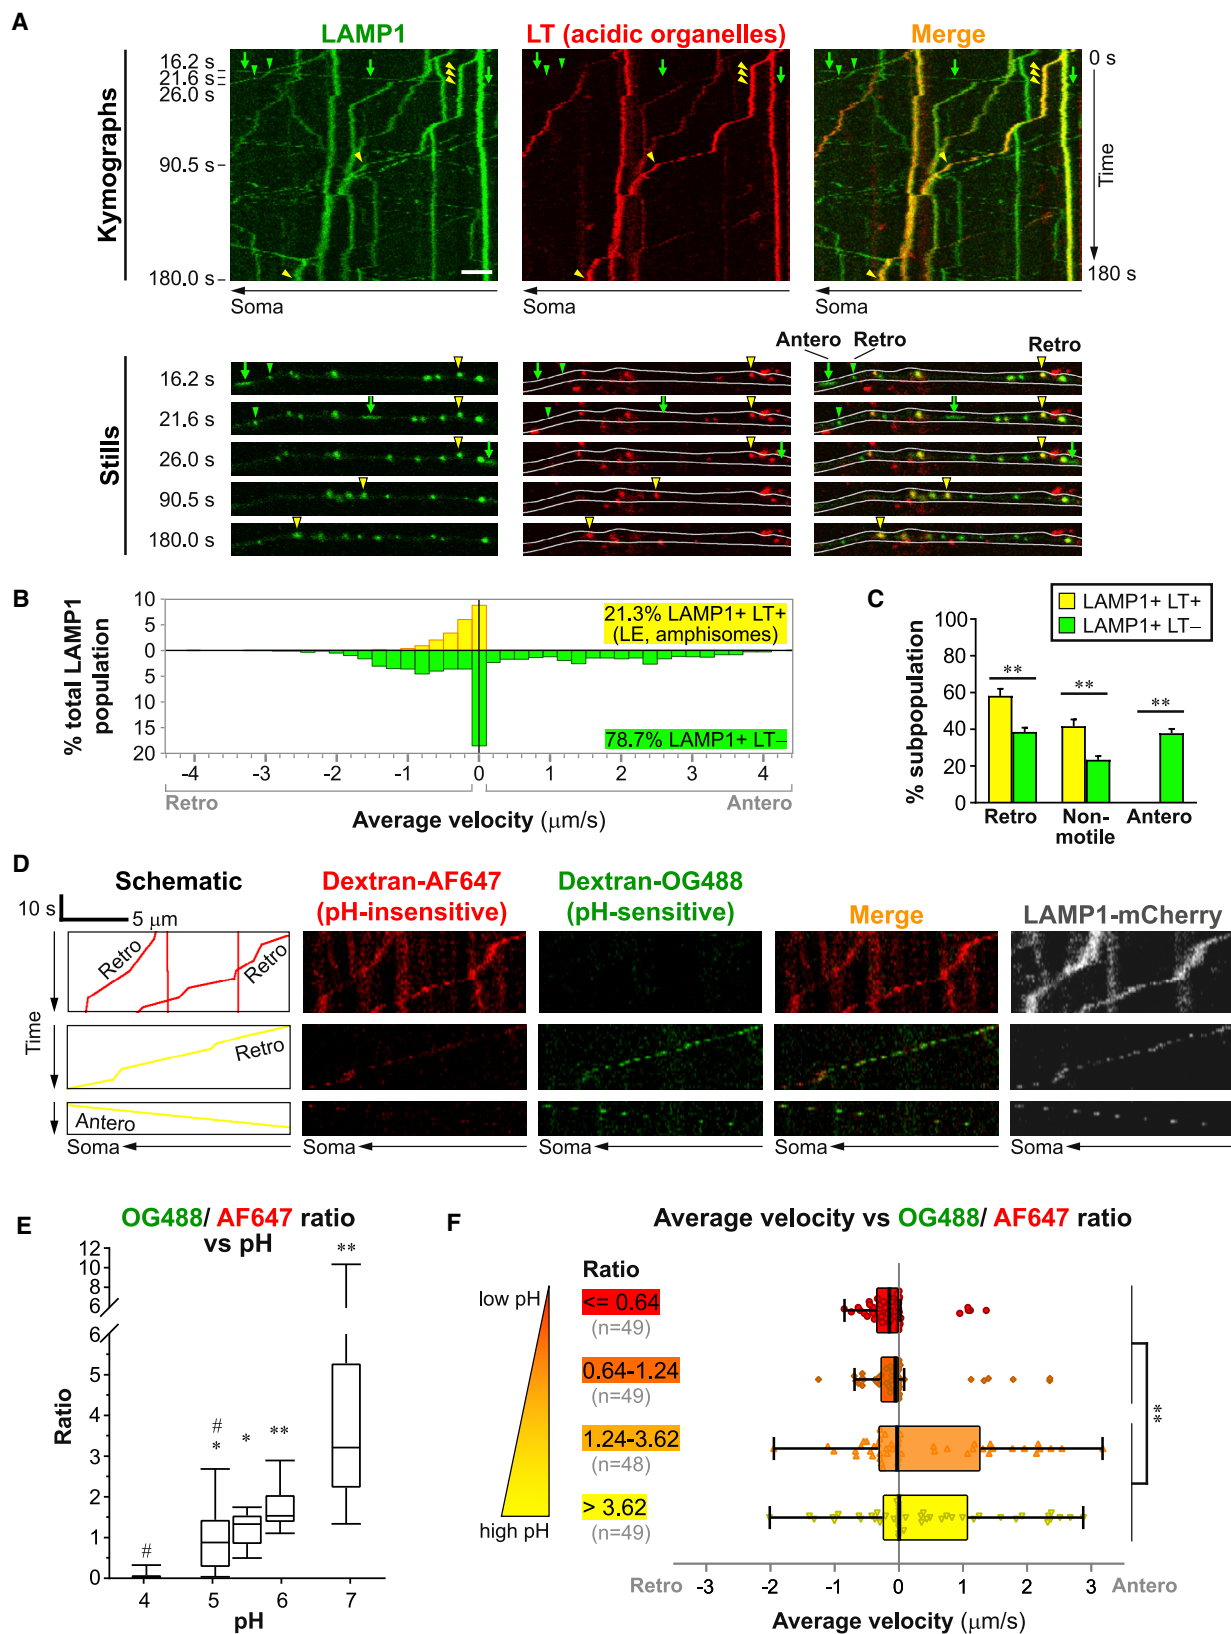 A
LAMP1
LT (acidic organelles)
Merge
Kymographs
16.2 s
21.6 s
26.0 s
90.5 s
180.0 s
0 s
Time
180 s
Soma
Soma
Soma
Antero
Retro
Retro
Stills
16.2 s
21.6 s
26.0 s
90.5 s
180.0 s
B
% total LAMP1
population
10
5
0
5
10
15
20
21.3% LAMP1+ LT+
(LE, amphisomes)
78.7% LAMP1+ LT–
-4 -3 -2 -1 0 1 2 3 4
Retro
Antero
Average velocity (μm/s)
C
LAMP1+ LT+
LAMP1+ LT–
% subpopulation
100
80
60
40
20
0
**
**
**
Retro
Non-
motile
Antero
D
Schematic
Dextran-AF647
(pH-insensitive)
Dextran-OG488
(pH-sensitive)
Merge
LAMP1-mCherry
10 s
5 μm
Time
Retro
Retro
Retro
Antero
Soma
Soma
Soma
Soma
Soma
E
OG488/ AF647 ratio
vs pH
Ratio
12
10
8
6
6
5
4
3
2
1
0
#
#
*
*
**
**
4 5 6 7
pH
F
Average velocity vs OG488/ AF647 ratio
Ratio
low pH
high pH
<= 0.64
(n=49)
0.64-1.24
(n=49)
1.24-3.62
(n=48)
> 3.62
(n=49)
**
Retro -3 -2 -1 0 1 2 3 Antero
Average velocity (μm/s)